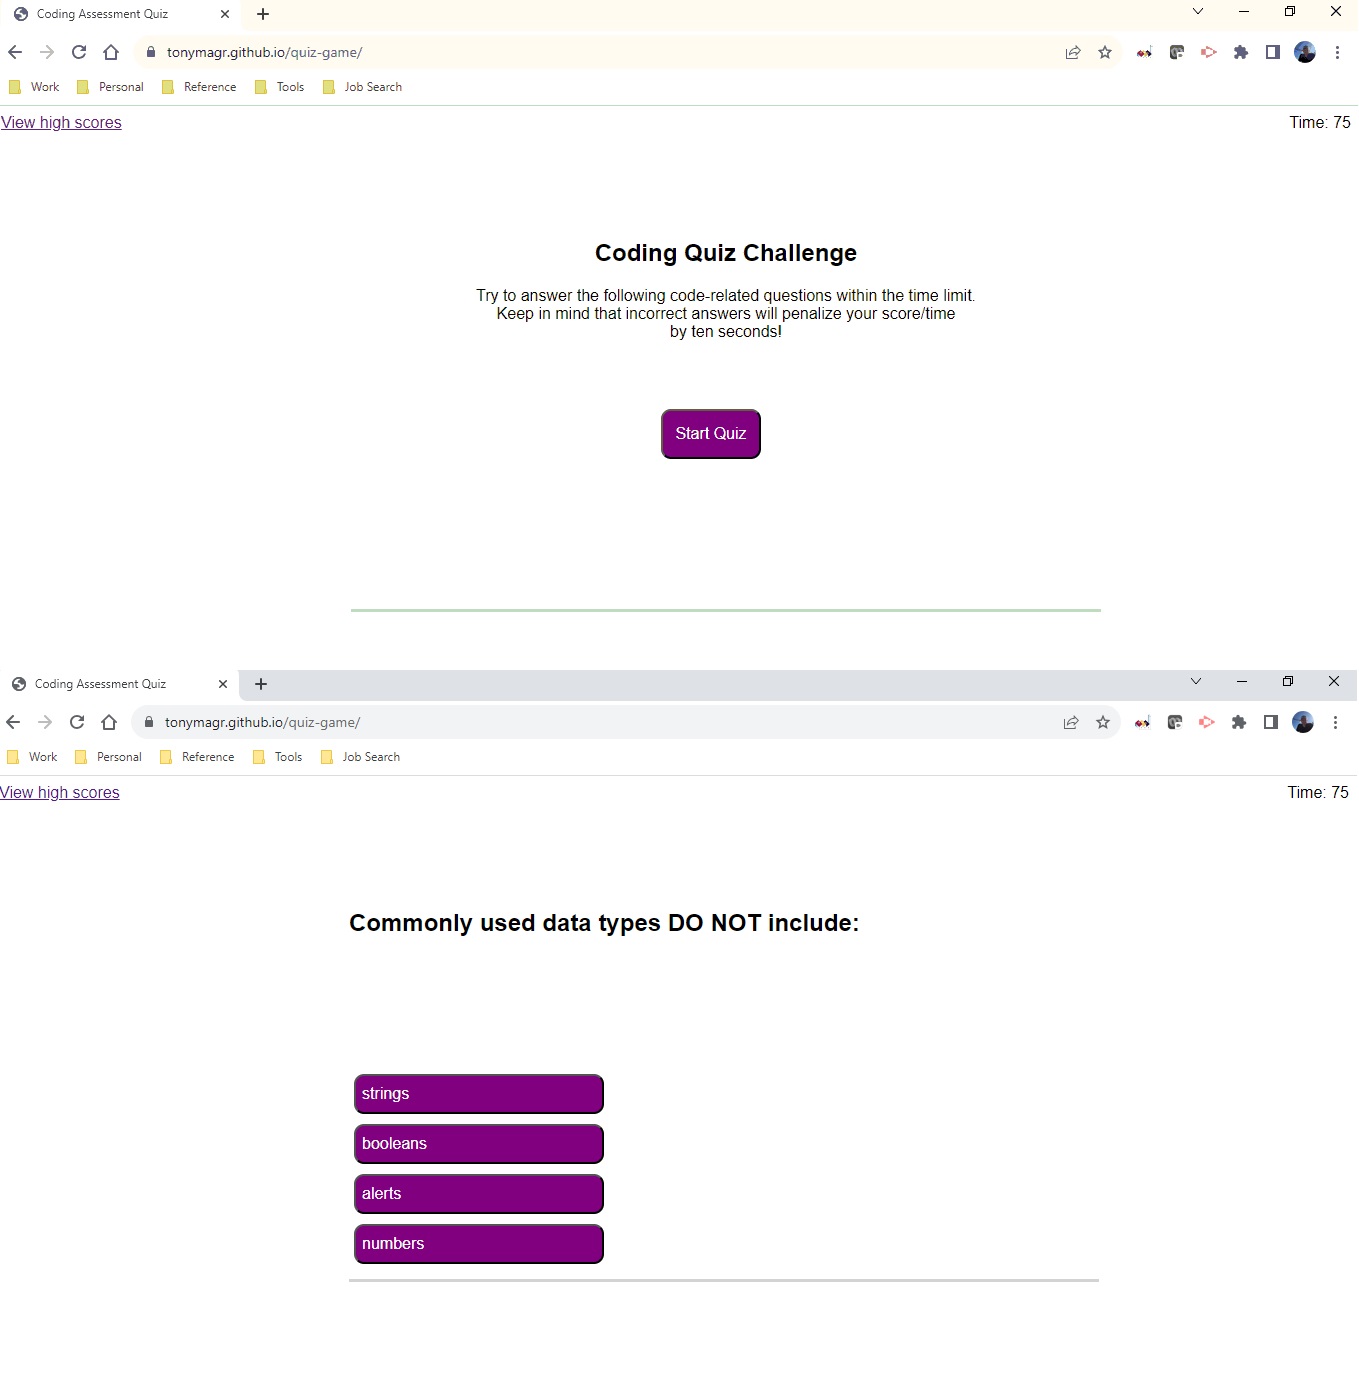 Coding Assessment Quiz
tonymagr.github.io/quiz-game/
Work Personal Reference Tools Job Search
View high scores Time: 75
Coding Quiz Challenge
Try to answer the following code-related questions within the time limit.
Keep in mind that incorrect answers will penalize your score/time
by ten seconds!
Start Quiz
Coding Assessment Quiz
tonymagr.github.io/quiz-game/
Work Personal Reference Tools Job Search
View high scores Time: 75
Commonly used data types DO NOT include:
strings
booleans
alerts
numbers